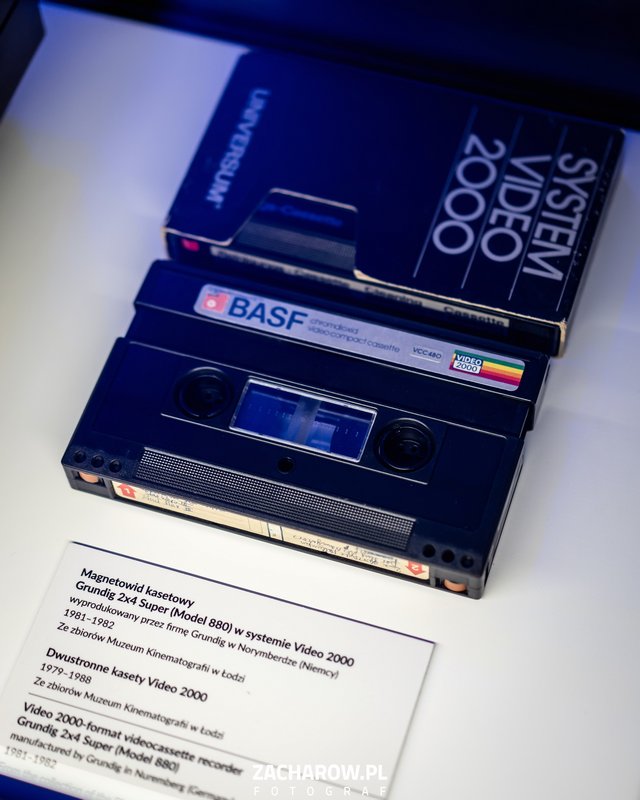 UNIVERSUM
SYSTEM
VIDEO
2000
BASF
chromdioxid
video compact cassette
VCC 480
VIDEO
2000
Magnetowid kasetowy
Grundig 2x4 Super (Model 880) w systemie Video 2000
wyprodukowany przez firmę Grundig w Norymberdze (Niemcy)
1981–1982
Ze zbiorów Muzeum Kinematografii w Łodzi
Dwustronne kasety Video 2000
1979–1988
Ze zbiorów Muzeum Kinematografii w Łodzi
Video 2000-format videocassette recorder
Grundig 2x4 Super (Model 880)
manufactured by Grundig in Nuremberg (Germany)
1981–1982
ZACHAROW.PL
FOTOGRAF